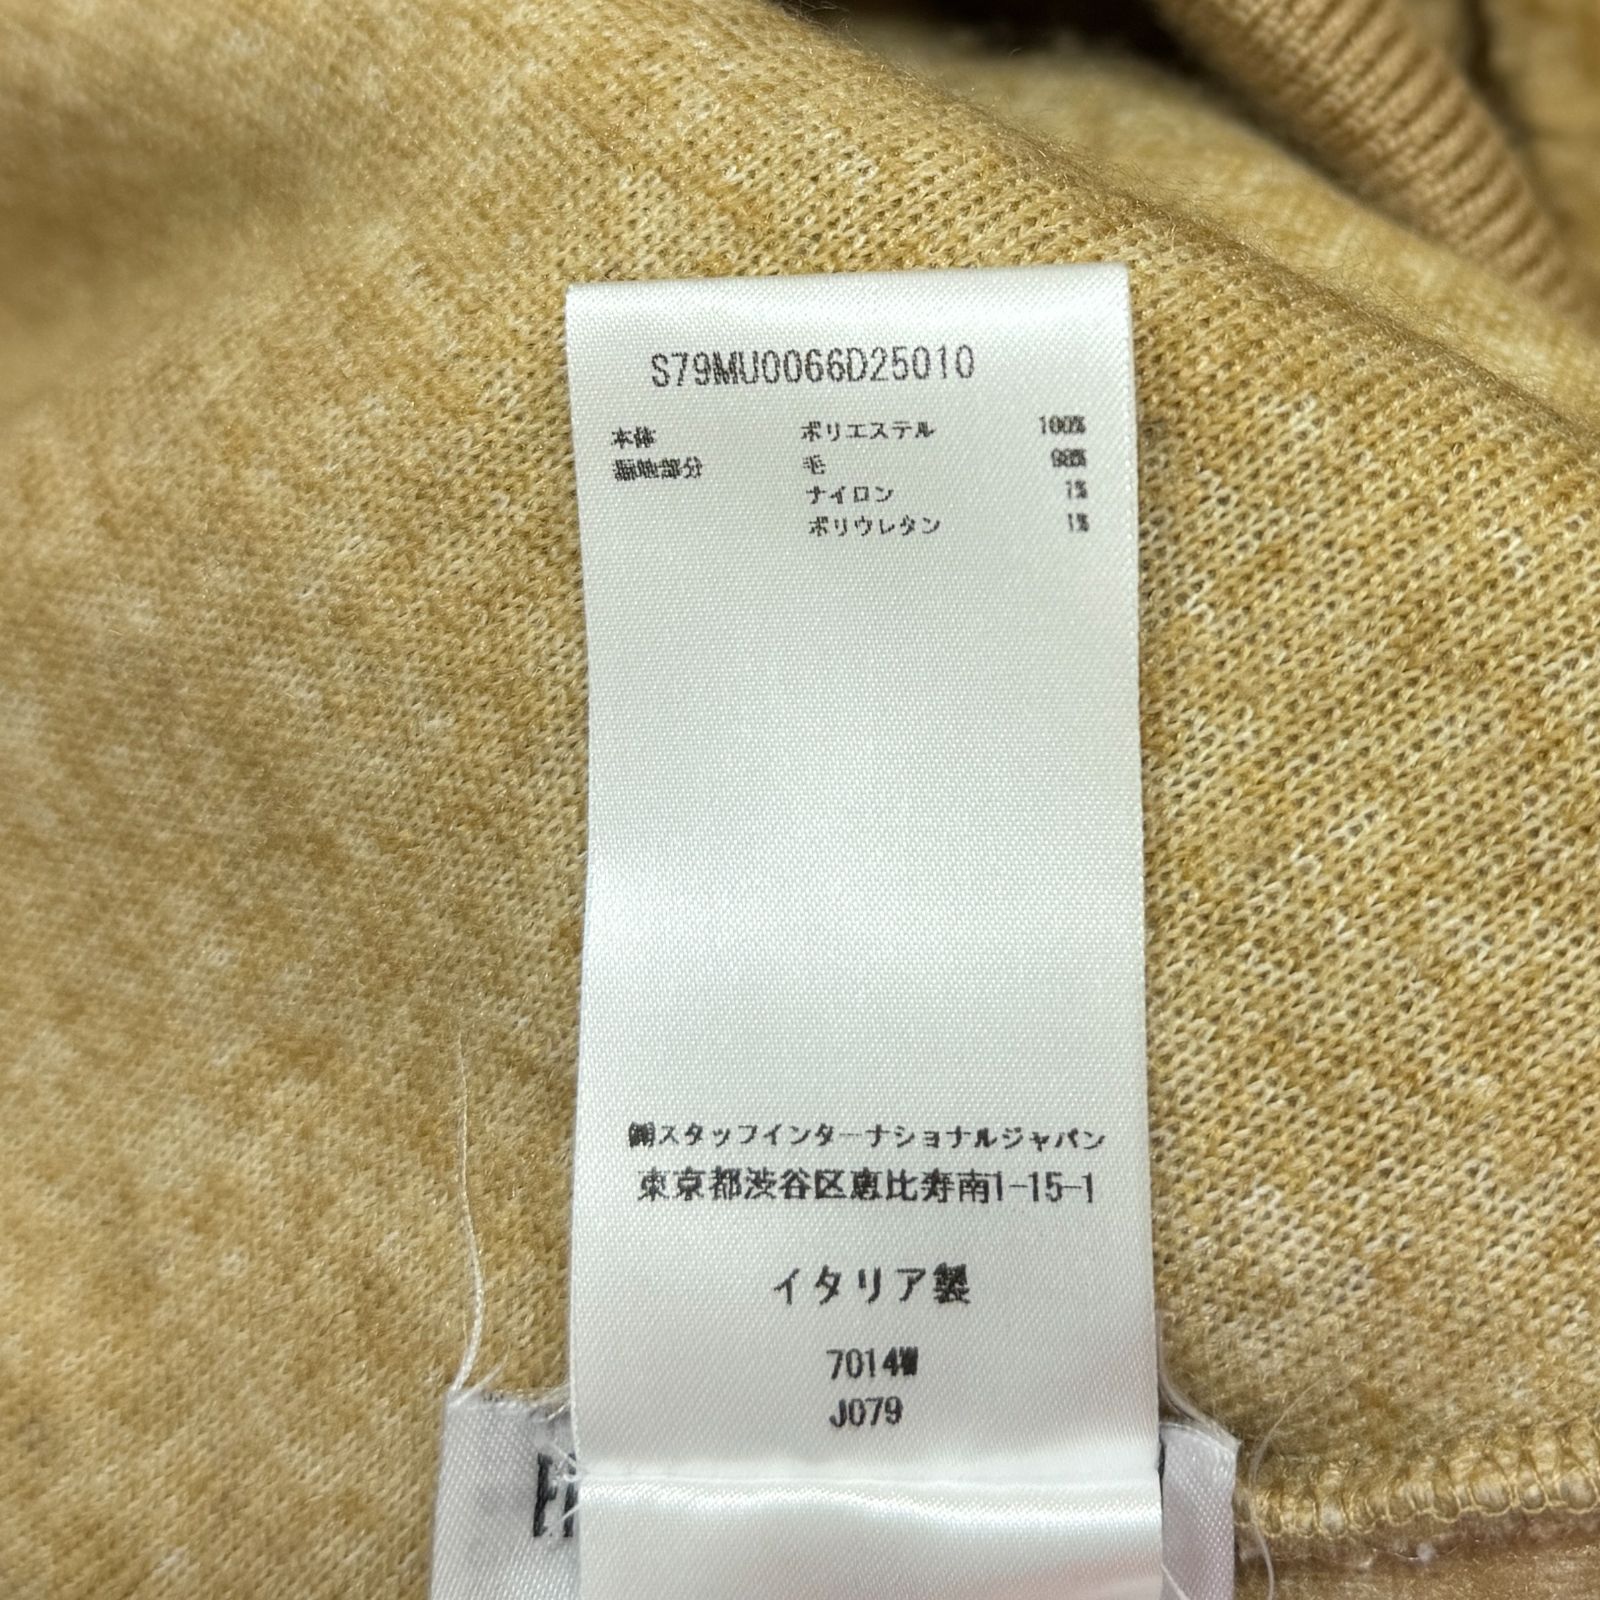 S79MU0066D25010
本体 ポリエステル 100%
部分 毛 98%
ナイロン 1%
ポリウレタン 1%
㈱スタッフインターナショナルジャパン
東京都渋谷区恵比寿南1-15-1
イタリア製
7014W
J079